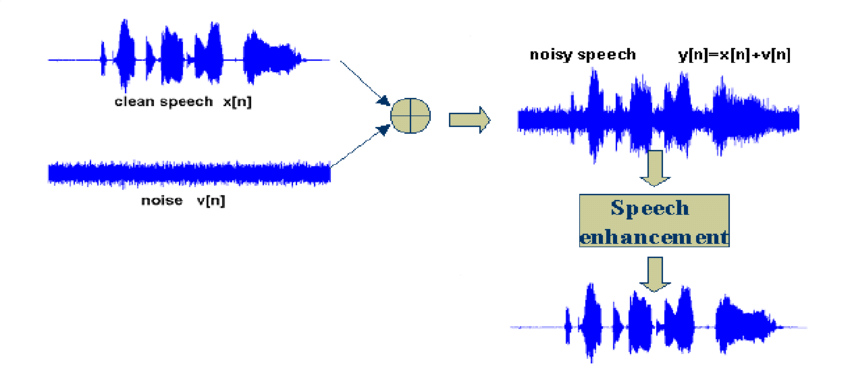 clean speech x[n]
noise v[n]
noisy speech y[n]=x[n]+v[n]
Speech
enhancement